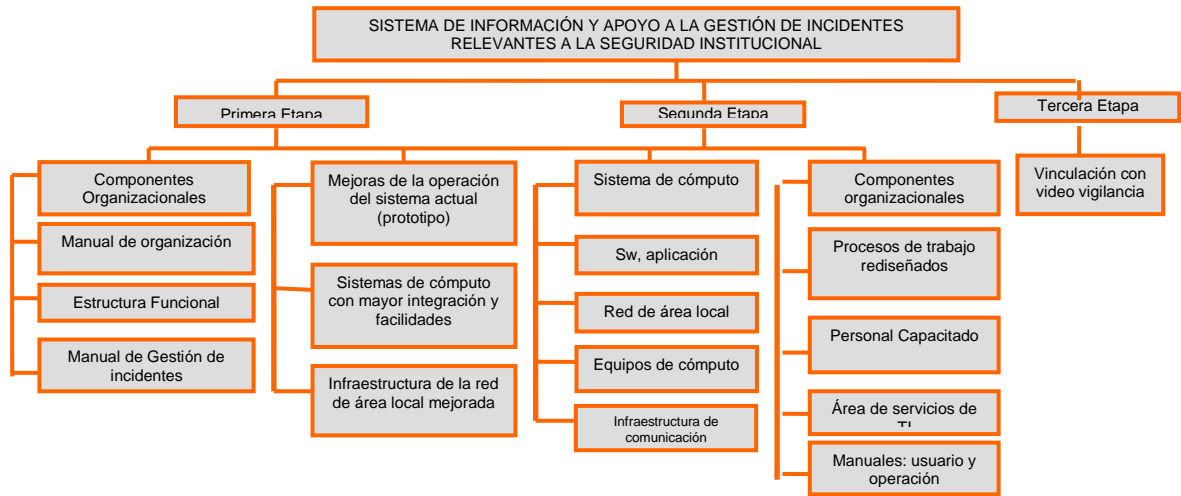 SISTEMA DE INFORMACIÓN Y APOYO A LA GESTIÓN DE INCIDENTES
RELEVANTES A LA SEGURIDAD INSTITUCIONAL
Primera Etapa
Segunda Etapa
Tercera Etapa
Componentes
Organizacionales
Manual de organización
Estructura Funcional
Manual de Gestión de
incidentes
Mejoras de la operación
del sistema actual
(prototipo)
Sistemas de cómputo
con mayor integración y
facilidades
Infraestructura de la red
de área local mejorada
Sistema de cómputo
Sw, aplicación
Red de área local
Equipos de cómputo
Infraestructura de
comunicación
Componentes
organizacionales
Procesos de trabajo
rediseñados
Personal Capacitado
Área de servicios de
TI
Manuales: usuario y
operación
Vinculación con
video vigilancia